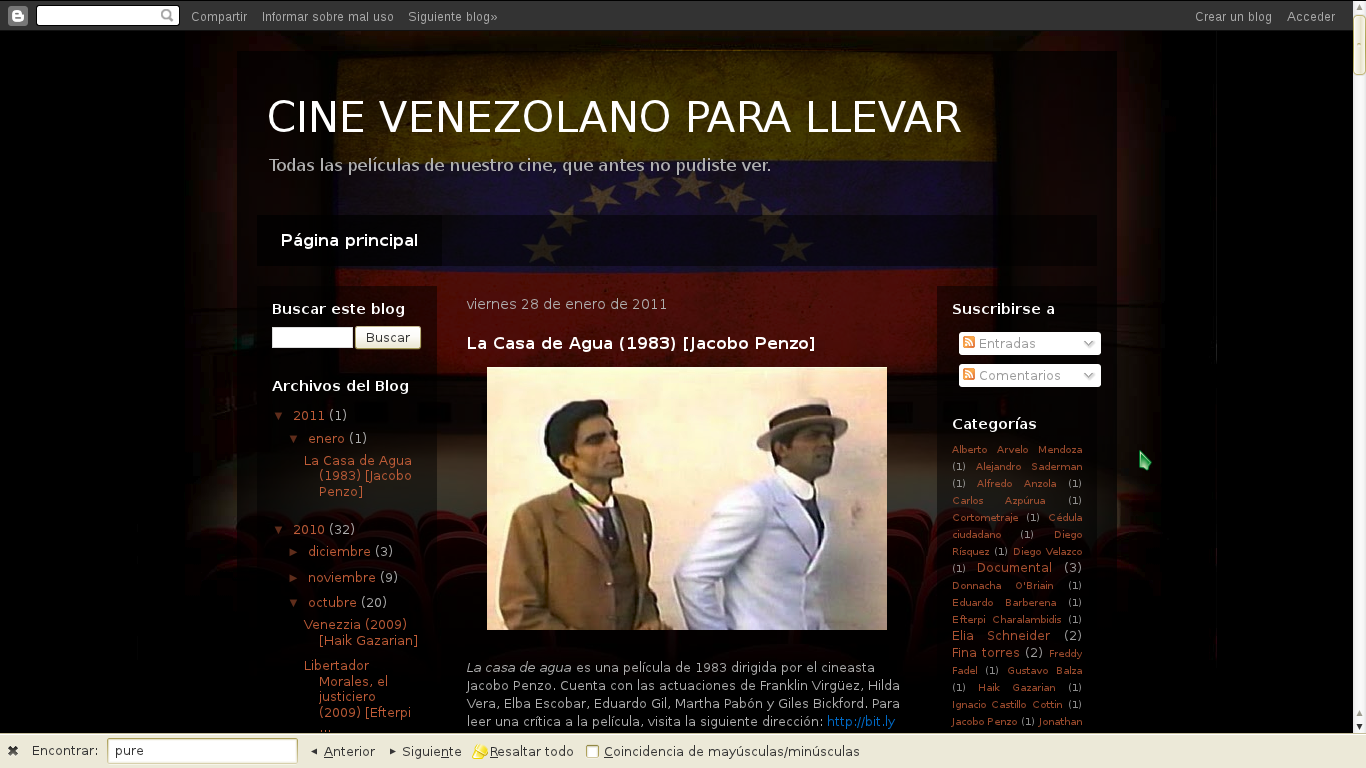 Compartir Informar sobre mal uso Siguiente blog» Crear un blog Acceder
CINE VENEZOLANO PARA LLEVAR
Todas las películas de nuestro cine, que antes no pudiste ver.
Página principal
Buscar este blog
Buscar
Archivos del Blog
▼ 2011 (1)
▼ enero (1)
La Casa de Agua
(1983) [Jacobo
Penzo]
▼ 2010 (32)
► diciembre (3)
► noviembre (9)
▼ octubre (20)
Venezzia (2009)
[Haik Gazarian]
Libertador
Morales, el
justiciero
(2009) [Efterpi
viernes 28 de enero de 2011
La Casa de Agua (1983) [Jacobo Penzo]
La casa de agua es una película de 1983 dirigida por el cineasta
Jacobo Penzo. Cuenta con las actuaciones de Franklin Virgüez, Hilda
Vera, Elba Escobar, Eduardo Gil, Martha Pabón y Giles Bickford. Para
leer una crítica a la película, visita la siguiente dirección: http://bit.ly
Suscribirse a
Entradas
Comentarios
Categorías
Alberto Arvelo Mendoza
(1) Alejandro Saderman
(1) Alfredo Anzola (1)
Carlos Azpúrua (1)
Cortometraje (1) Cédula
ciudadano (1) Diego
Rísquez (1) Diego Velazco
(1) Documental (3)
Donnacha O'Briain (1)
Eduardo Barberena (1)
Efterpi Charalambidis (1)
Elia Schneider (2)
Fina torres (2) Freddy
Fadel (1) Gustavo Balza
(1) Haik Gazarian (1)
Ignacio Castillo Cottin (1)
Jacobo Penzo (1) Jonathan
Encontrar: pure Anterior Siguiente Resaltar todo Coincidencia de mayúsculas/minúsculas